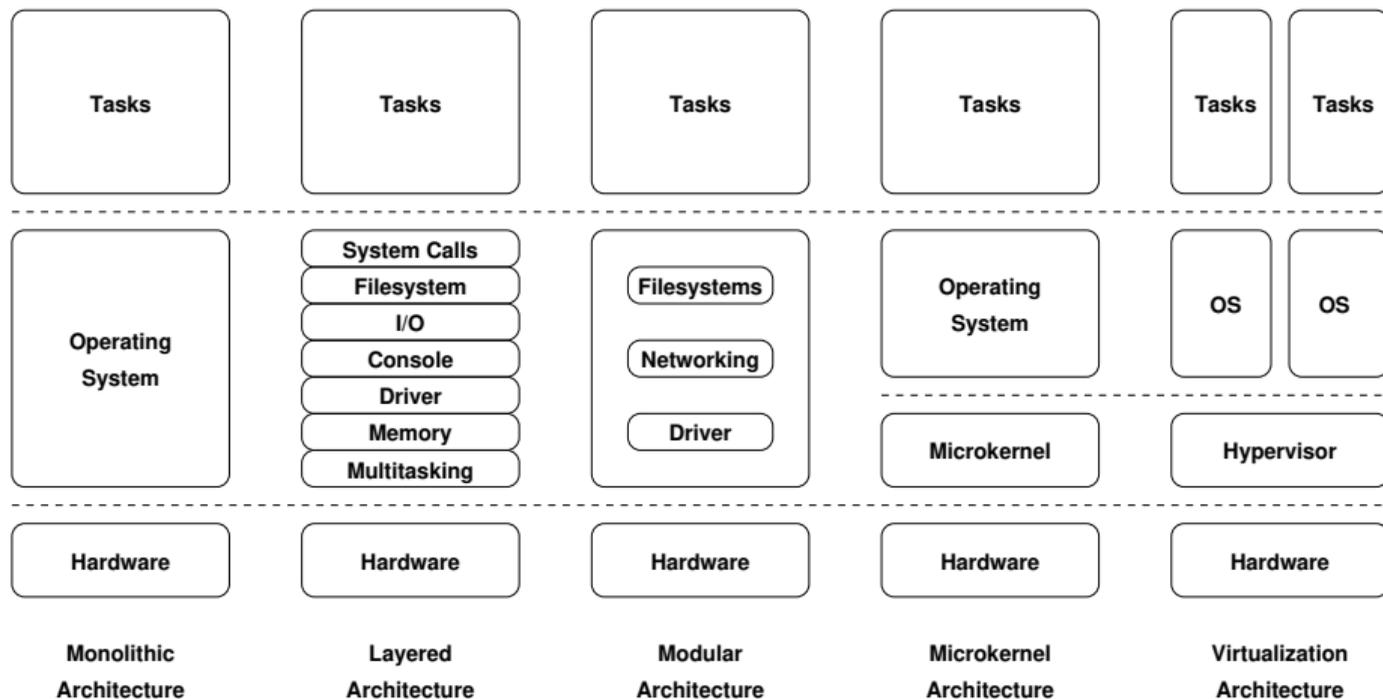 Tasks
Tasks
Tasks
Tasks
Tasks
Tasks
Operating
System
System Calls
Filesystem
I/O
Console
Driver
Memory
Multitasking
Filesystems
Networking
Driver
Operating
System
Microkernel
OS
OS
Hypervisor
Hardware
Hardware
Hardware
Hardware
Hardware
Monolithic
Architecture
Layered
Architecture
Modular
Architecture
Microkernel
Architecture
Virtualization
Architecture